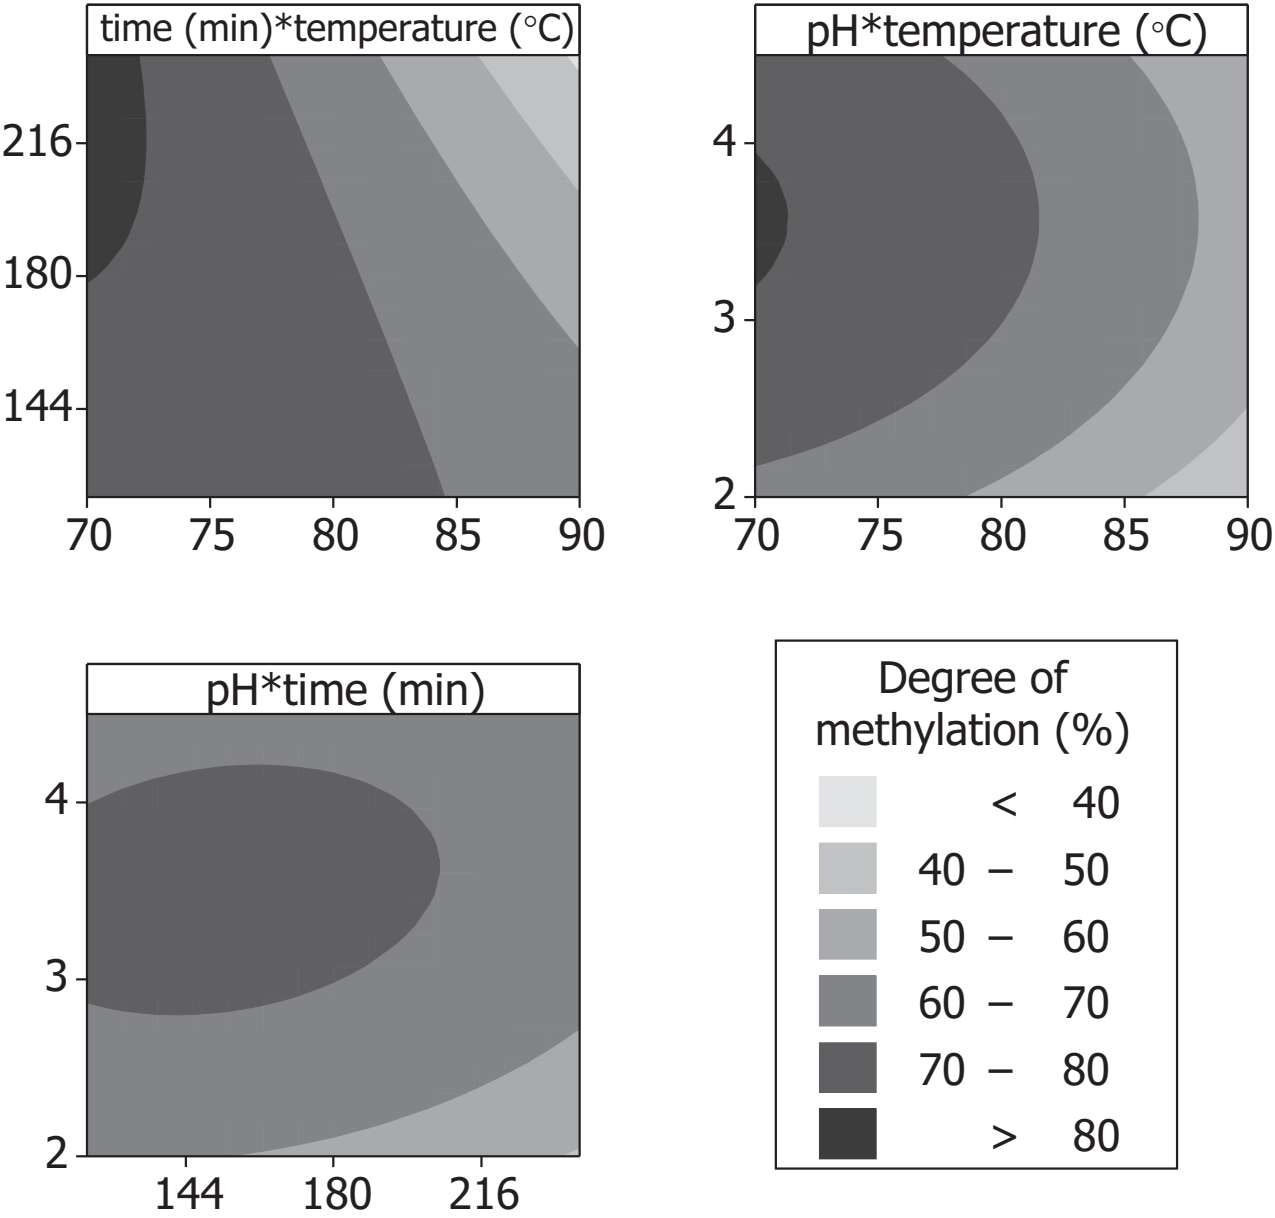 time (min)*temperature (°C)
216
180
144
70 75 80 85 90
pH*temperature (°C)
4
3
2
70 75 80 85 90
pH*time (min)
4
3
2
144 180 216
Degree of
methylation (%)
< 40
40 – 50
50 – 60
60 – 70
70 – 80
> 80